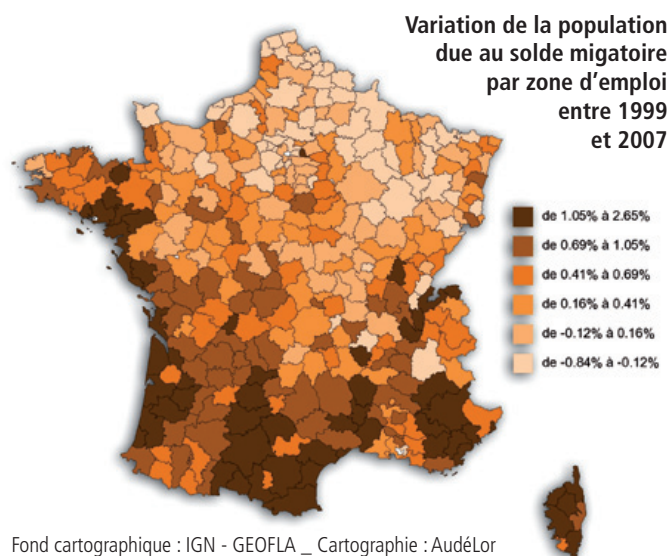 Variation de la population
due au solde migatoire
par zone d'emploi
entre 1999
et 2007
de 1.05% à 2.65%
de 0.69% à 1.05%
de 0.41% à 0.69%
de 0.16% à 0.41%
de -0.12% à 0.16%
de -0.84% à -0.12%
Fond cartographique : IGN - GEOFLA _ Cartographie : AudéLor